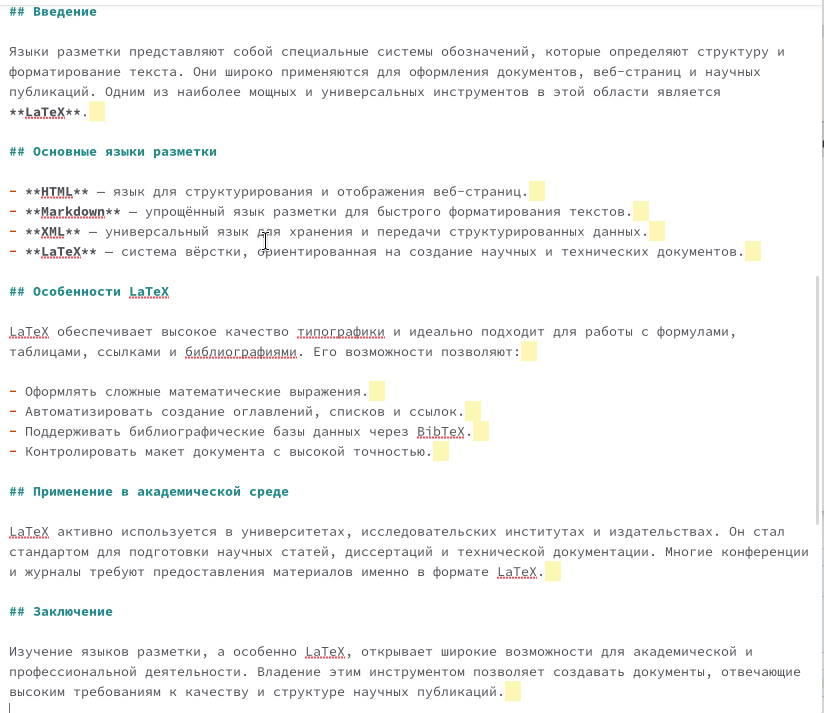 ## Введение
Языки разметки представляют собой специальные системы обозначений, которые определяют структуру и
форматирование текста. Они широко применяются для оформления документов, веб-страниц и научных
публикаций. Одним из наиболее мощных и универсальных инструментов в этой области является
**LaTeX**.
## Основные языки разметки
- **HTML** — язык для структурирования и отображения веб-страниц.
- **Markdown** — упрощённый язык разметки для быстрого форматирования текстов.
- **XML** — универсальный язык для хранения и передачи структурированных данных.
- **LaTeX** — система вёрстки, ориентированная на создание научных и технических документов.
## Особенности LaTeX
LaTeX обеспечивает высокое качество типографики и идеально подходит для работы с формулами,
таблицами, ссылками и библиографиями. Его возможности позволяют:
- Оформлять сложные математические выражения.
- Автоматизировать создание оглавлений, списков и ссылок.
- Поддерживать библиографические базы данных через BibTeX.
- Контролировать макет документа с высокой точностью.
## Применение в академической среде
LaTeX активно используется в университетах, исследовательских институтах и издательствах. Он стал
стандартом для подготовки научных статей, диссертаций и технической документации. Многие конференции
и журналы требуют предоставления материалов именно в формате LaTeX.
## Заключение
Изучение языков разметки, а особенно LaTeX, открывает широкие возможности для академической и
профессиональной деятельности. Владение этим инструментом позволяет создавать документы, отвечающие
высоким требованиям к качеству и структуре научных публикаций.